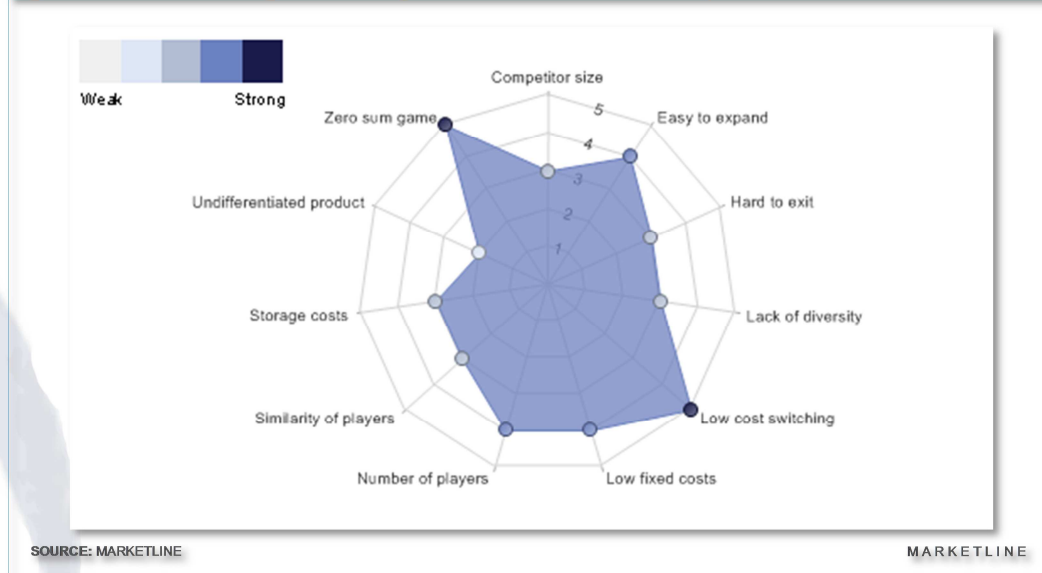 Weak
Strong
Competitor size
Zero sum game
5
Easy to expand
4
3
Undifferentiated product
Hard to exit
2
1
Storage costs
Lack of diversity
Similarity of players
Low cost switching
Number of players
Low fixed costs
SOURCE: MARKETLINE
MARKETLINE